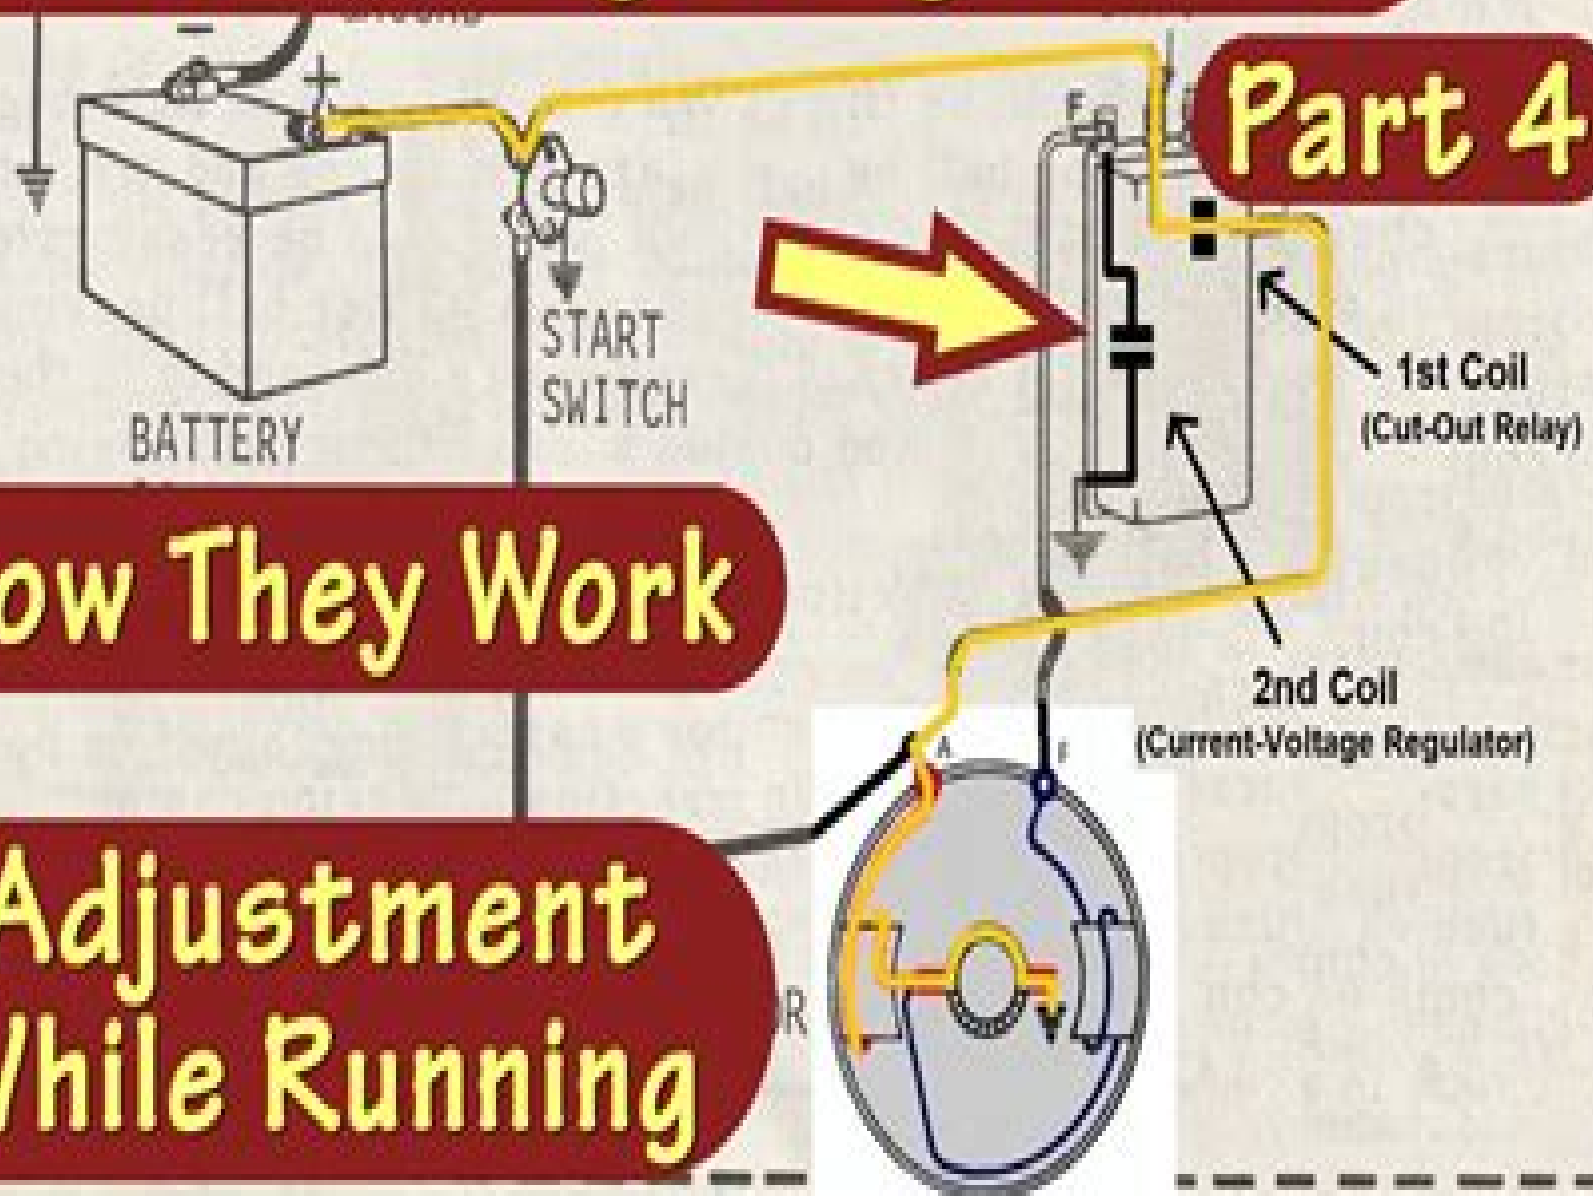 −
+
Part 4
F
START
SWITCH
BATTERY
1st Coil
(Cut-Out Relay)
ow They Work
2nd Coil
(Current-Voltage Regulator)
A
F
Adjustment
R
While Running